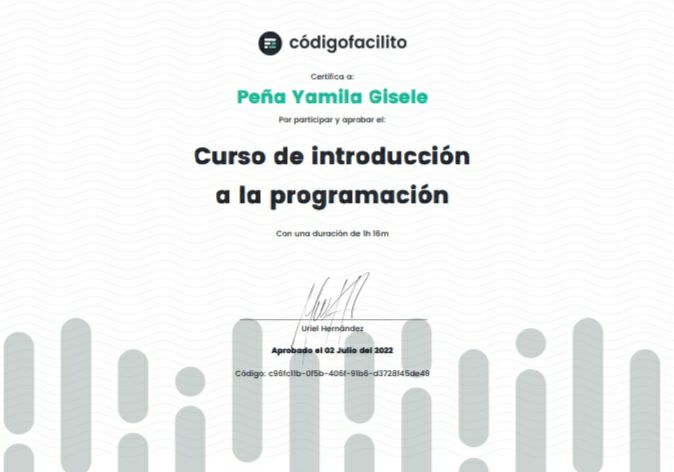 códigofacilito
Certifica a:
Peña Yamila Gisele
Por participar y aprobar el:
Curso de introducción
a la programación
Con una duración de 1h 16m
Uriel Hernández
Aprobado el 02 Julio del 2022
Código: c96fc11b-0f5b-406f-91b6-d3728f45de49